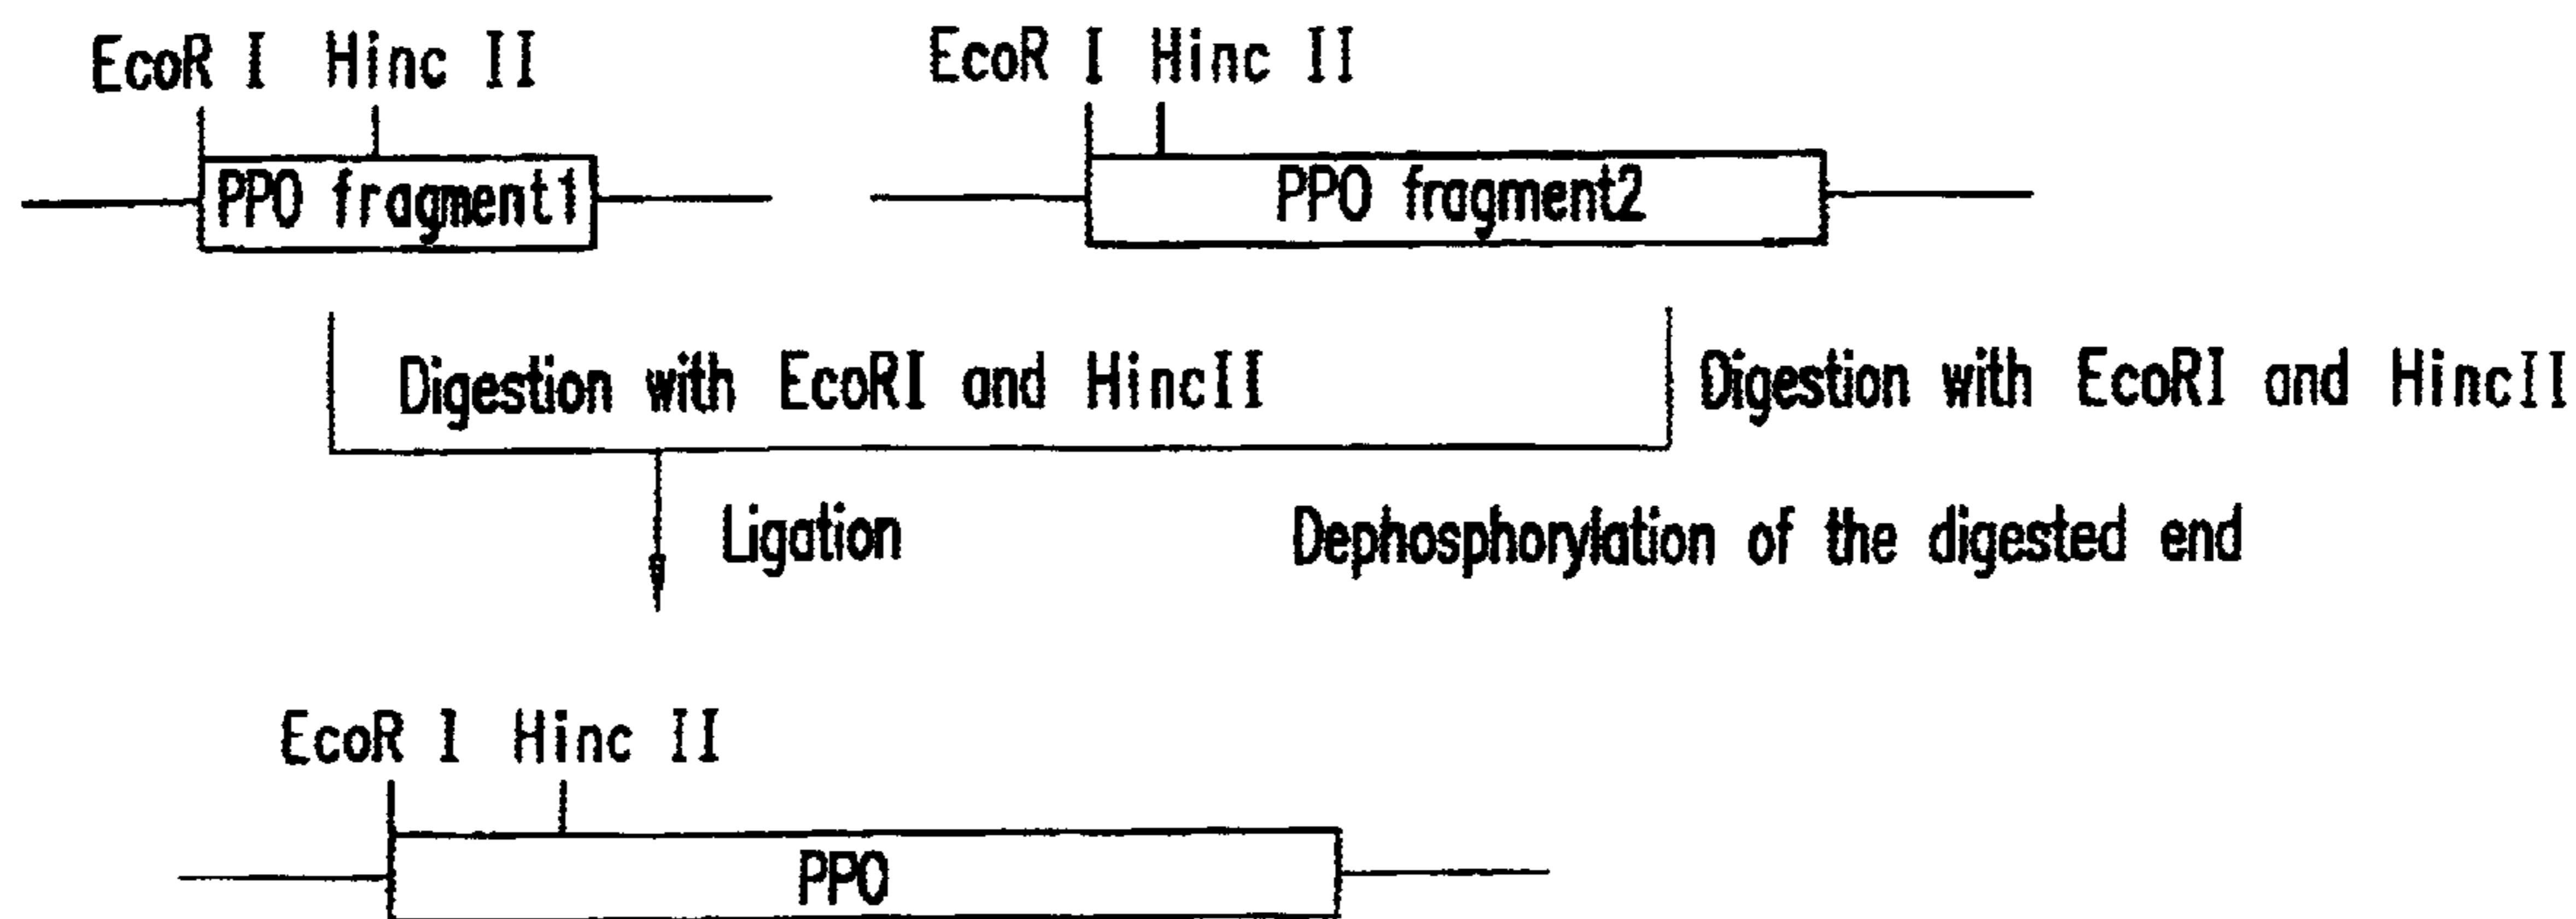 EcoR I Hinc II
EcoR I Hinc II
PPO fragment1
PPO fragment2
Digestion with EcoRI and HincII
Digestion with EcoRI and HincII
Ligation
Dephosphorylation of the digested end
EcoR I Hinc II
PPO